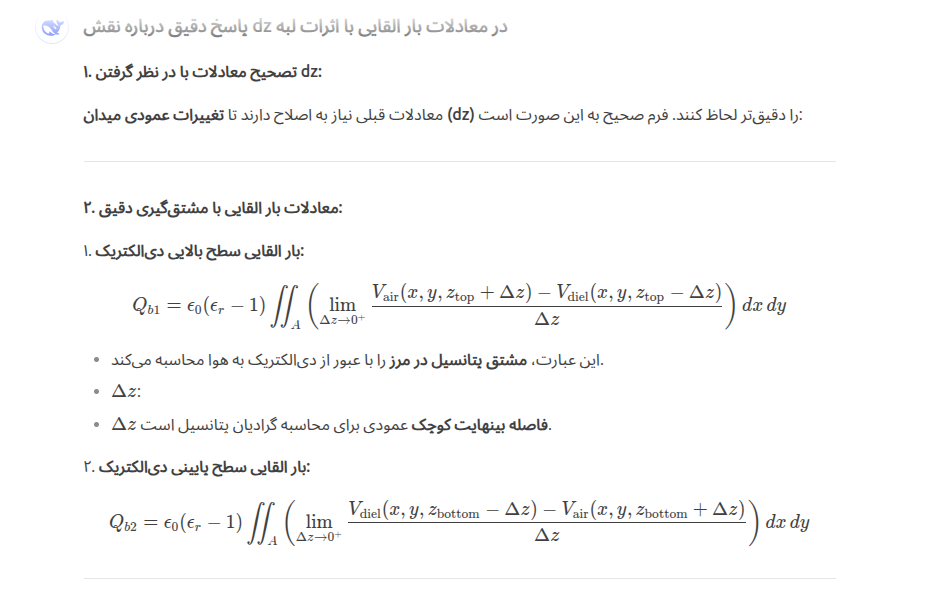 پاسخ دقیق درباره نقش dz در معادلات بار القایی با اثرات لبه
۱. تصحیح معادلات با در نظر گرفتن dz:
معادلات قبلی نیاز به اصلاح دارند تا تغییرات عمودی میدان (dz) را دقیق‌تر لحاظ کنند. فرم صحیح به این صورت است:
۲. معادلات بار القایی با مشتق‌گیری دقیق:
۱. بار القایی سطح بالایی دی‌الکتریک:
$Q_{b1} = \epsilon_0(\epsilon_r - 1) \iint_A \left( \lim_{\Delta z \to 0^+} \frac{V_{\text{air}}(x, y, z_{\text{top}} + \Delta z) - V_{\text{diel}}(x, y, z_{\text{top}} - \Delta z)}{\Delta z} \right) dx\,dy$
این عبارت، مشتق پتانسیل در مرز را با عبور از دی‌الکتریک به هوا محاسبه می‌کند.
Δz:
Δz فاصله بینهایت کوچک عمودی برای محاسبه گرادیان پتانسیل است.
۲. بار القایی سطح پایینی دی‌الکتریک:
$Q_{b2} = \epsilon_0(\epsilon_r - 1) \iint_A \left( \lim_{\Delta z \to 0^+} \frac{V_{\text{diel}}(x, y, z_{\text{bottom}} - \Delta z) - V_{\text{air}}(x, y, z_{\text{bottom}} + \Delta z)}{\Delta z} \right) dx\,dy$